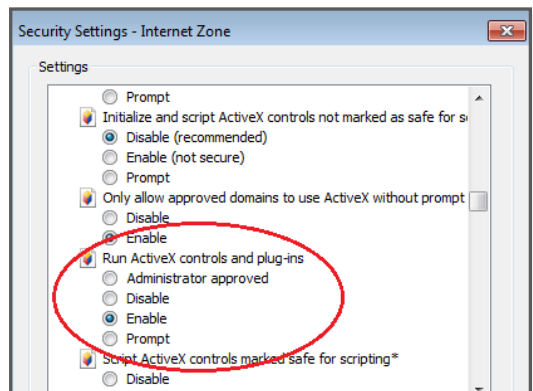 Security Settings - Internet Zone
Settings
Prompt
Initialize and script ActiveX controls not marked as safe for s
Disable (recommended)
Enable (not secure)
Prompt
Only allow approved domains to use ActiveX without prompt
Disable
Enable
Run ActiveX controls and plug-ins
Administrator approved
Disable
Enable
Prompt
Script ActiveX controls marked safe for scripting*
Disable